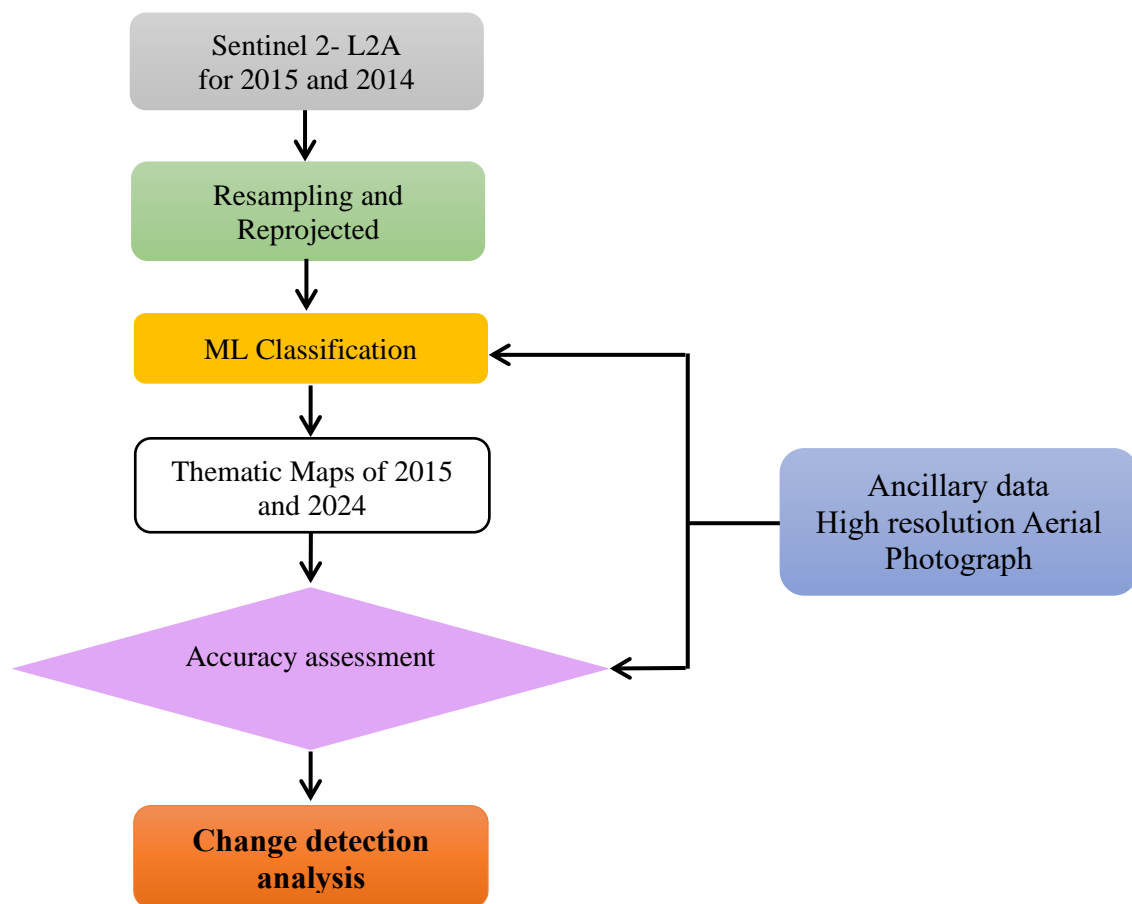 Sentinel 2- L2A
for 2015 and 2014
Resampling and
Reprojected
ML Classification
Thematic Maps of 2015
and 2024
Ancillary data
High resolution Aerial
Photograph
Accuracy assessment
Change detection
analysis